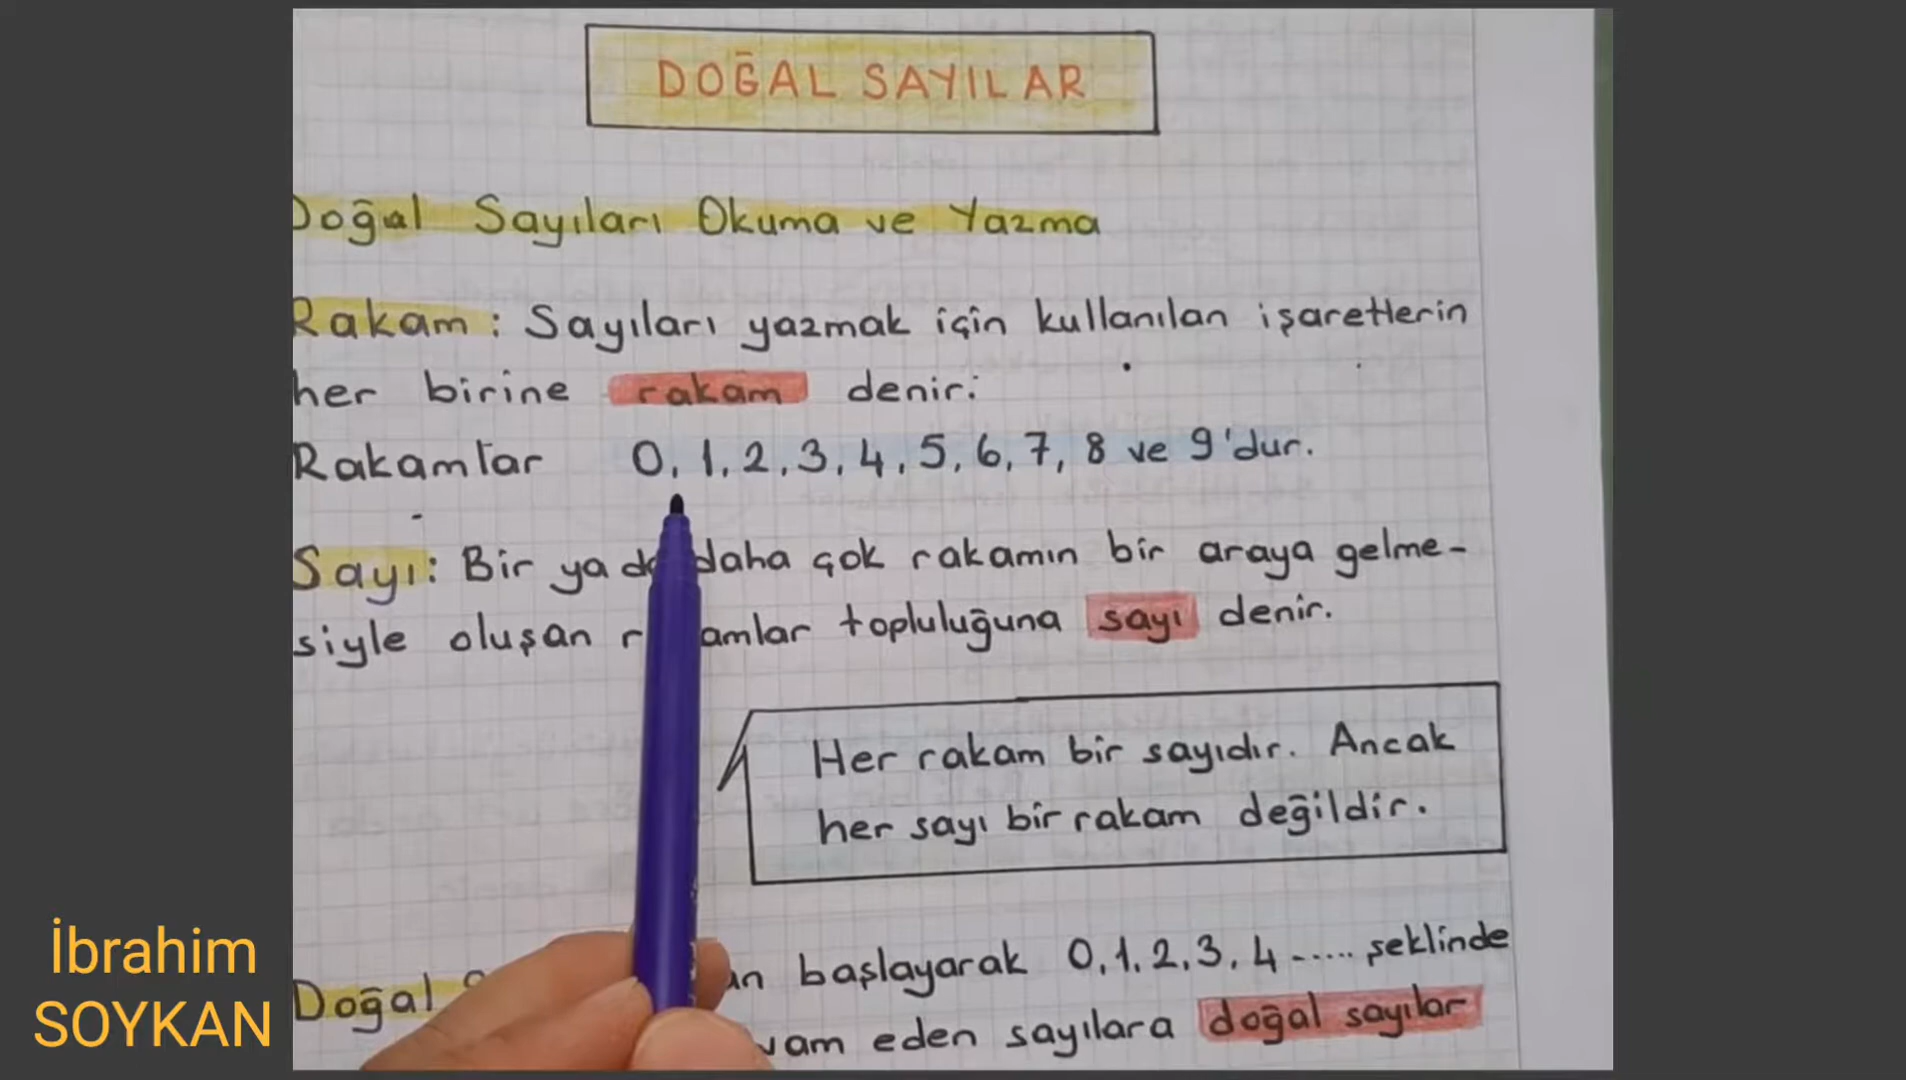 DOĞAL SAYILAR
Doğal Sayıları Okuma ve Yazma
Rakam: Sayıları yazmak için kullanılan işaretlerin
her birine rakam denir.
Rakamlar 0, 1, 2, 3, 4, 5, 6, 7, 8 ve 9'dur.
Sayı: Bir ya daha çok rakamın bir araya gelme-
siyle oluşan topluluğuna sayı denir.
Her rakam bir sayıdır. Ancak
her sayı bir rakam değildir.
Doğal başlayarak 0, 1, 2, 3, 4 ...... şeklinde
eden sayılara doğal sayılar
İbrahim
SOYKAN